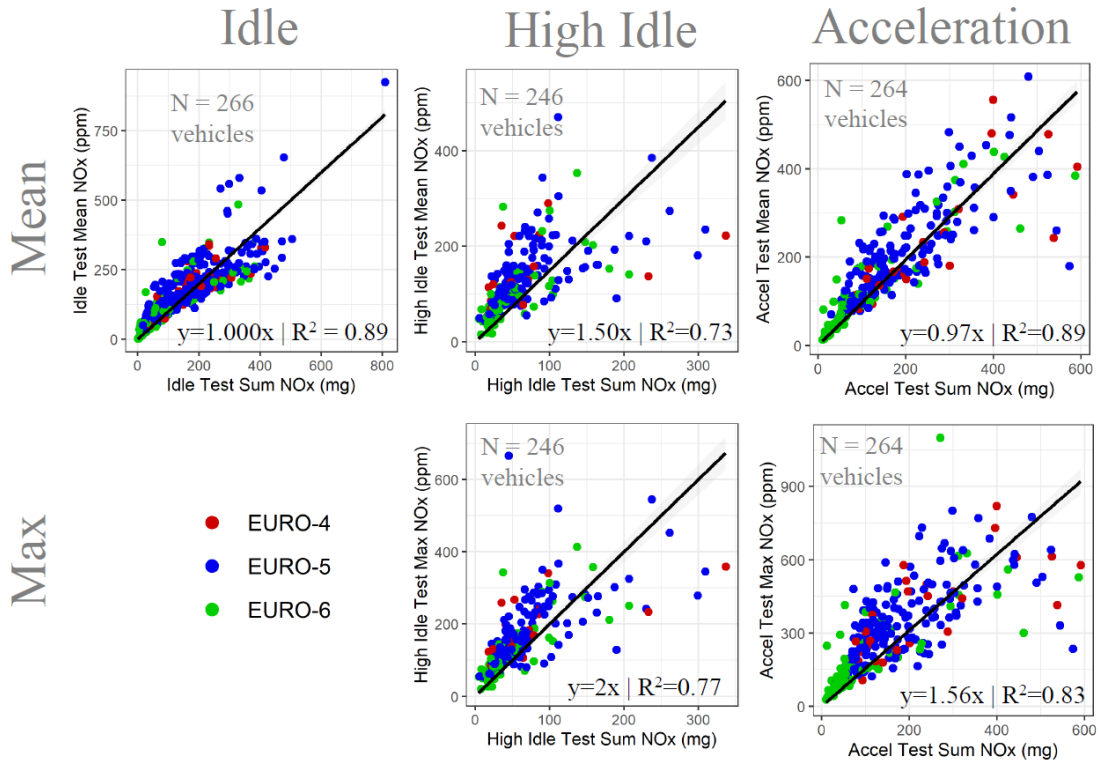 Idle
High Idle
Acceleration
Mean
N = 266
vehicles
Idle Test Mean NOx (ppm)
750
500
250
0
y=1.000x | R² = 0.89
0 200 400 600 800
Idle Test Sum NOx (mg)
N = 246
vehicles
High Idle Test Mean NOx (ppm)
400
200
0
y=1.50x | R²=0.73
0 100 200 300
High Idle Test Sum NOx (mg)
N = 264
vehicles
Accel Test Mean NOx (ppm)
600
400
200
0
y=0.97x | R²=0.89
0 200 400 600
Accel Test Sum NOx (mg)
Max
EURO-4
EURO-5
EURO-6
N = 246
vehicles
High Idle Test Max NOx (ppm)
600
400
200
0
y=2x | R²=0.77
0 100 200 300
High Idle Test Sum NOx (mg)
N = 264
vehicles
Accel Test Max NOx (ppm)
900
600
300
0
y=1.56x | R²=0.83
0 200 400 600
Accel Test Sum NOx (mg)